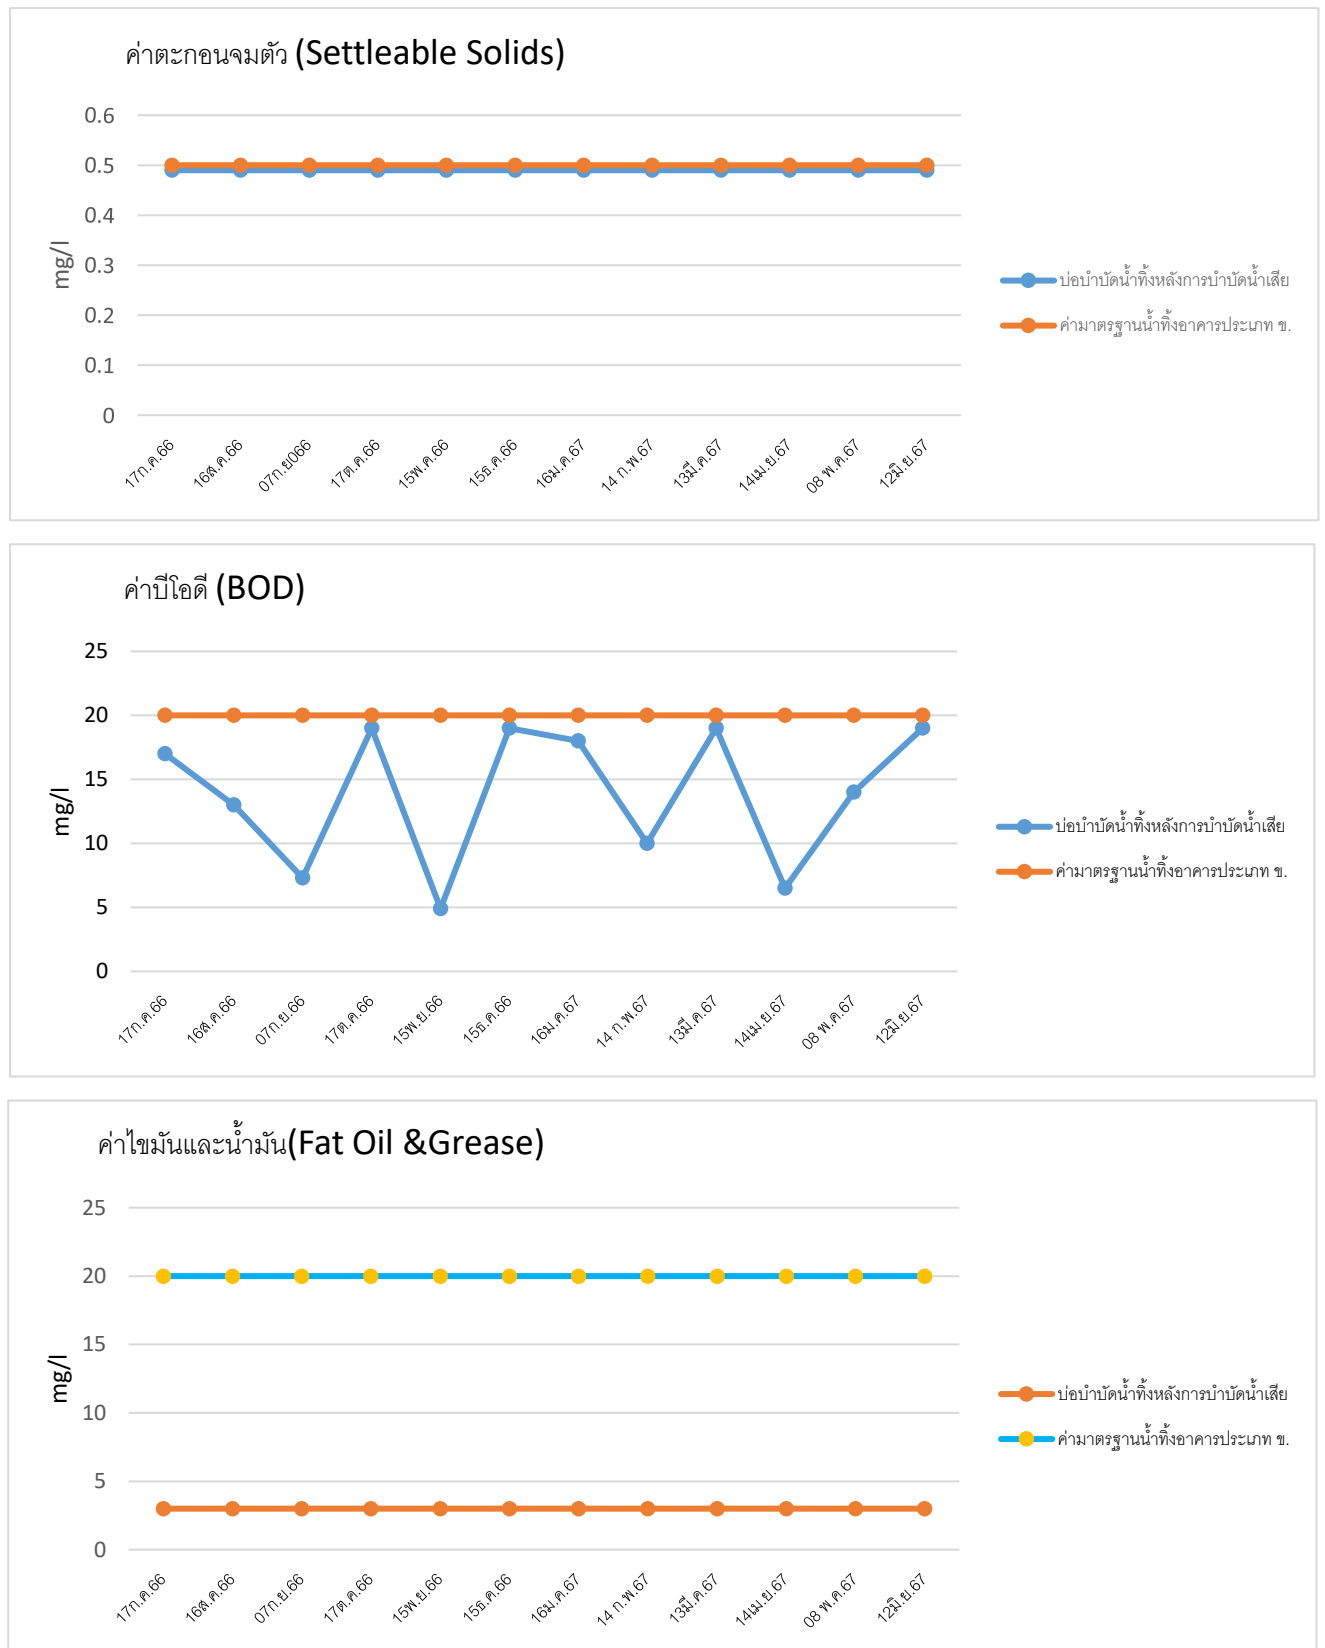 ค่าตะกอนจมตัว (Settleable Solids)
0.6
0.5
0.4
0.3
0.2
0.1
0
mg/l
17ก.ค.66
16ส.ค.66
07ก.ย066
17ต.ค.66
15พ.ค.66
15ธ.ค.66
16ม.ค.67
14 ก.พ.67
13มี.ค.67
14เม.ย.67
08 พ.ค.67
12มิ.ย.67
บ่อบำบัดน้ำทิ้งหลังการบำบัดน้ำเสีย
ค่ามาตรฐานน้ำทิ้งอาคารประเภท ข.
ค่าบีโอดี (BOD)
25
20
15
10
5
0
mg/l
17ก.ค.66
16ส.ค.66
07ก.ย.66
17ต.ค.66
15พ.ย.66
15ธ.ค.66
16ม.ค.67
14 ก.พ.67
13มี.ค.67
14เม.ย.67
08 พ.ค.67
12มิ.ย.67
บ่อบำบัดน้ำทิ้งหลังการบำบัดน้ำเสีย
ค่ามาตรฐานน้ำทิ้งอาคารประเภท ข.
ค่าไขมันและน้ำมัน(Fat Oil &Grease)
25
20
15
10
5
0
mg/l
17ก.ค.66
16ส.ค.66
07ก.ย.66
17ต.ค.66
15พ.ย.66
15ธ.ค.66
16ม.ค.67
14 ก.พ.67
13มี.ค.67
14เม.ย.67
08 พ.ค.67
12มิ.ย.67
บ่อบำบัดน้ำทิ้งหลังการบำบัดน้ำเสีย
ค่ามาตรฐานน้ำทิ้งอาคารประเภท ข.